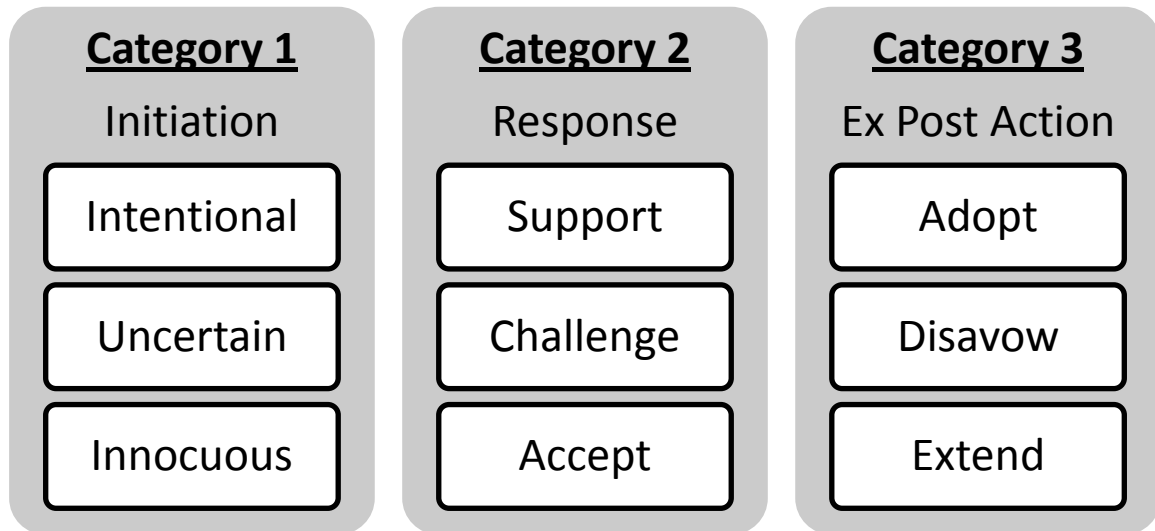 Category 1
Initiation
Intentional
Uncertain
Innocuous
Category 2
Response
Support
Challenge
Accept
Category 3
Ex Post Action
Adopt
Disavow
Extend